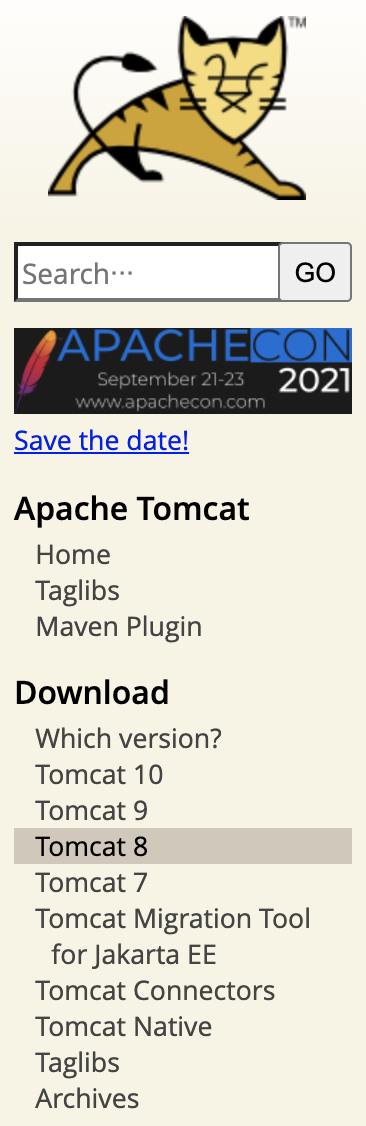 TM
Search...
GO
APACHECON
September 21-23
2021
www.apachecon.com
Save the date!
Apache Tomcat
Home
Taglibs
Maven Plugin
Download
Which version?
Tomcat 10
Tomcat 9
Tomcat 8
Tomcat 7
Tomcat Migration Tool
for Jakarta EE
Tomcat Connectors
Tomcat Native
Taglibs
Archives